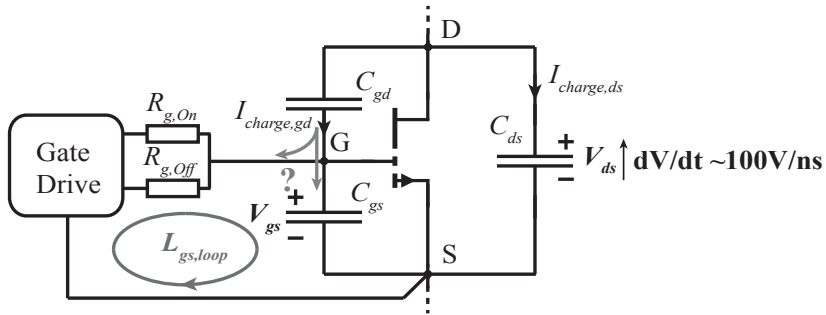 D
C_gd
I_charge,gd
I_charge,ds
R_g,On
G
C_ds
+
V_ds dV/dt ~100V/ns
−
Gate
Drive
R_g,Off
?
+
V_gs
−
C_gs
L_gs,loop
S